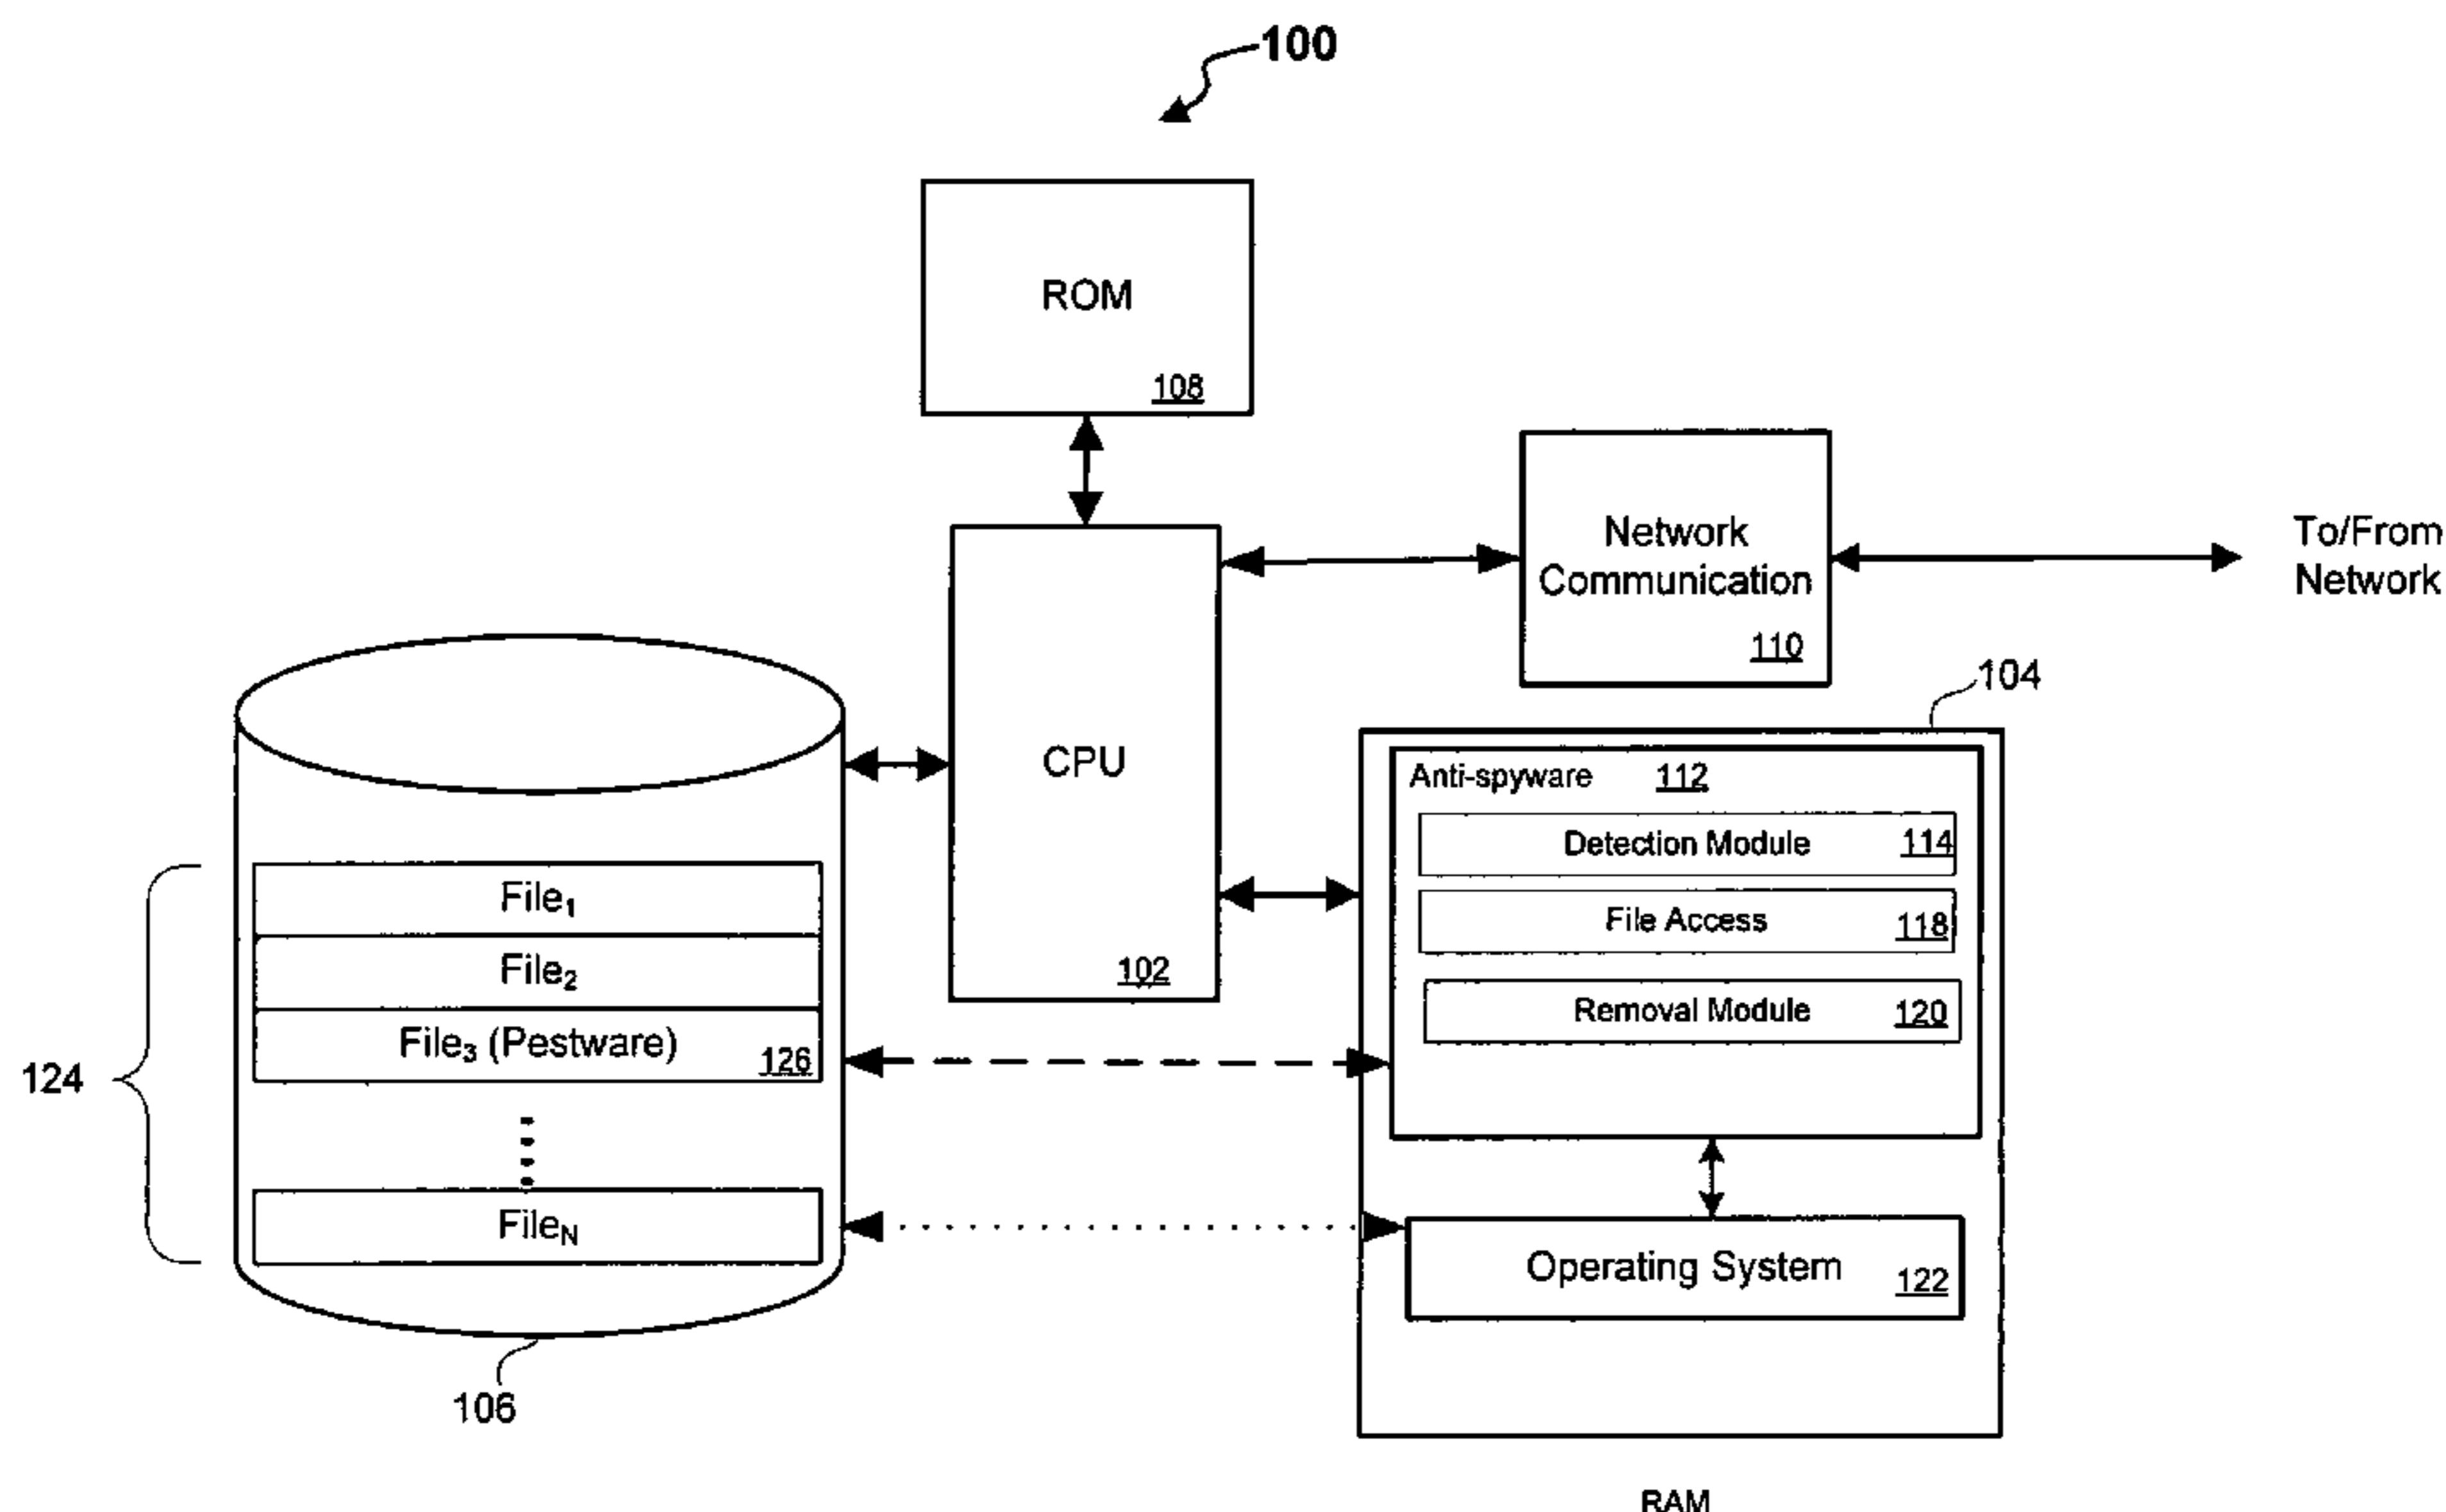 100
ROM
108
Network
Communication
110
To/From
Network
104
CPU
102
Anti-spyware 112
Detection Module 114
File Access 118
Removal Module 120
Operating System 122
File₁
File₂
File₃ (Pestware) 126
File_N
124
106
RAM